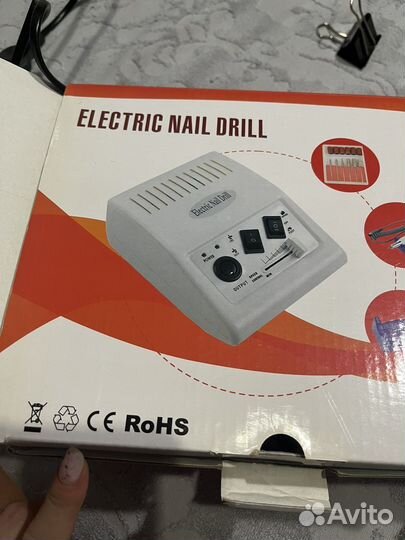 ELECTRIC NAIL DRILL
Electric Nail Drill
POWER
OUTPUT
CE RoHS
Avito